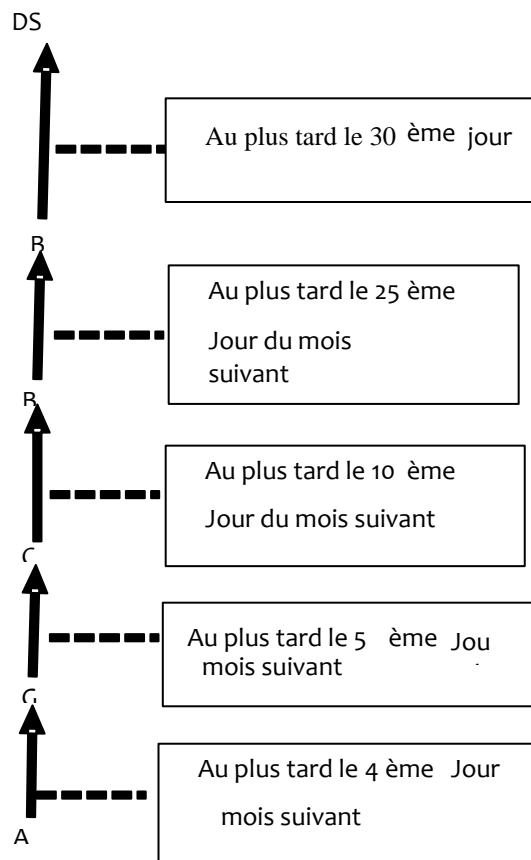 DS
Au plus tard le 30 ème jour
B
Au plus tard le 25 ème
Jour du mois
suivant
B
Au plus tard le 10 ème
Jour du mois suivant
C
Au plus tard le 5 ème Jou
mois suivant
G
Au plus tard le 4 ème Jour
mois suivant
A